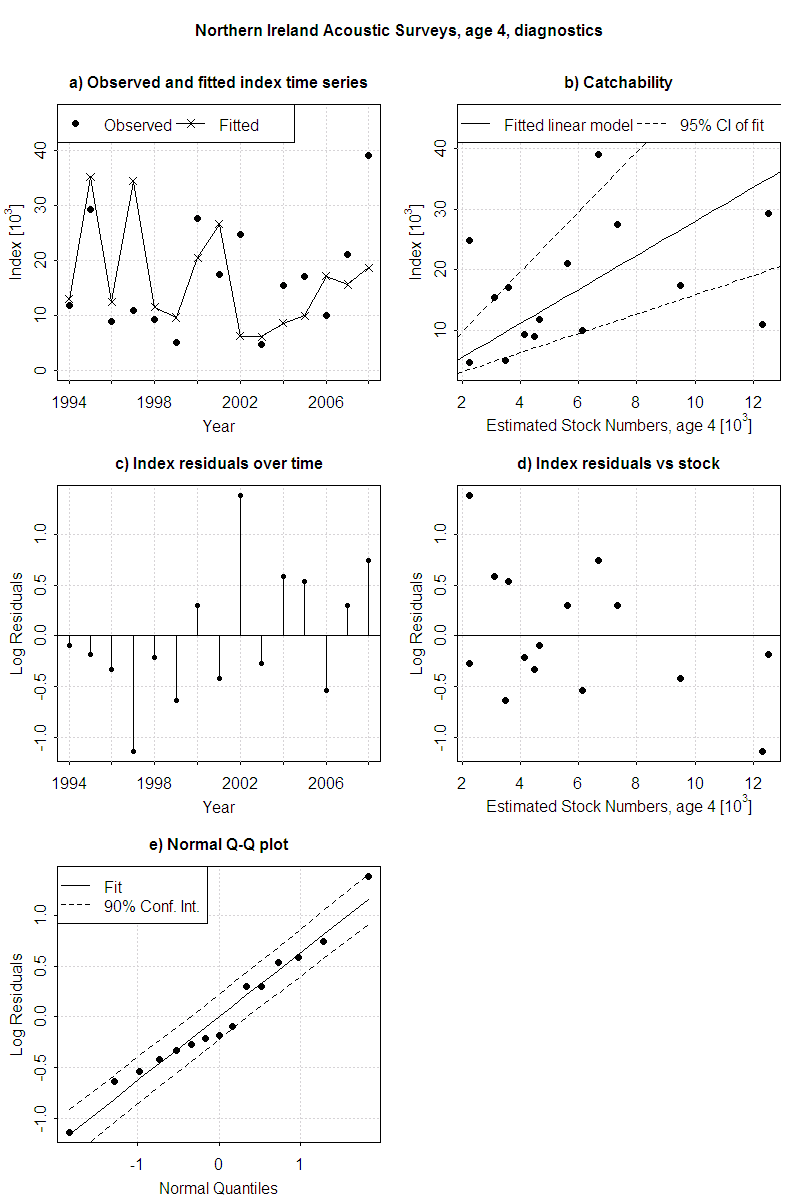 Northern Ireland Acoustic Surveys, age 4, diagnostics
a) Observed and fitted index time series
Observed Fitted
Index [10³]
0 10 20 30 40
1994 1998 2002 2006
Year
b) Catchability
Fitted linear model 95% CI of fit
Index [10³]
10 20 30 40
2 4 6 8 10 12
Estimated Stock Numbers, age 4 [10³]
c) Index residuals over time
Log Residuals
-1.0 -0.5 0.0 0.5 1.0
1994 1998 2002 2006
Year
d) Index residuals vs stock
Log Residuals
-1.0 -0.5 0.0 0.5 1.0
2 4 6 8 10 12
Estimated Stock Numbers, age 4 [10³]
e) Normal Q-Q plot
Fit
90% Conf. Int.
Log Residuals
-1.0 -0.5 0.0 0.5 1.0
-1 0 1
Normal Quantiles